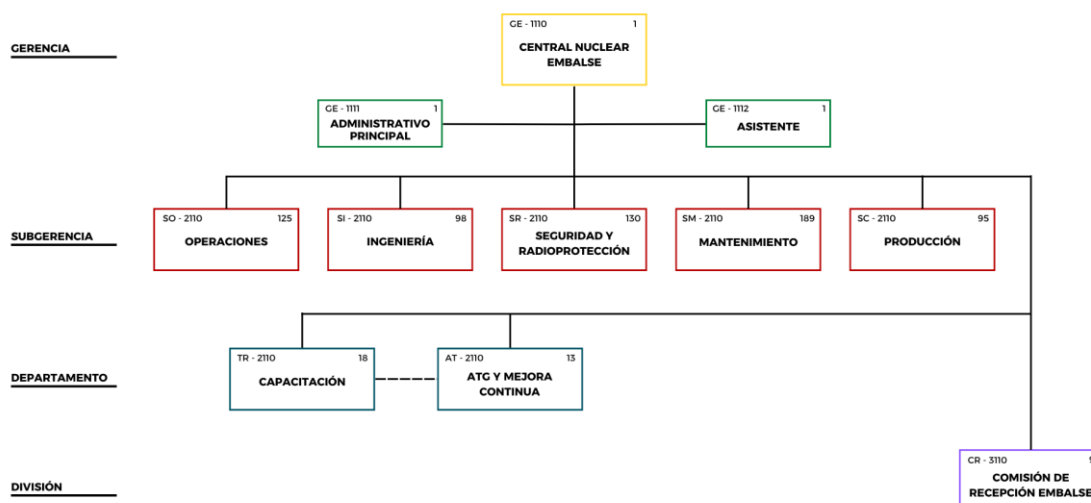 GE - 1110 1
GERENCIA
CENTRAL NUCLEAR
EMBALSE
GE - 1111 1
ADMINISTRATIVO
PRINCIPAL
GE - 1112 1
ASISTENTE
SUBGERENCIA
SO - 2110 125
OPERACIONES
SI - 2110 98
INGENIERÍA
SR - 2110 130
SEGURIDAD Y
RADIOPROTECCIÓN
SM - 2110 189
MANTENIMIENTO
SC - 2110 95
PRODUCCIÓN
DEPARTAMENTO
TR - 2110 18
CAPACITACIÓN
AT - 2110 13
ATG Y MEJORA
CONTINUA
DIVISIÓN
CR - 3110
COMISIÓN DE
RECEPCIÓN EMBALSE